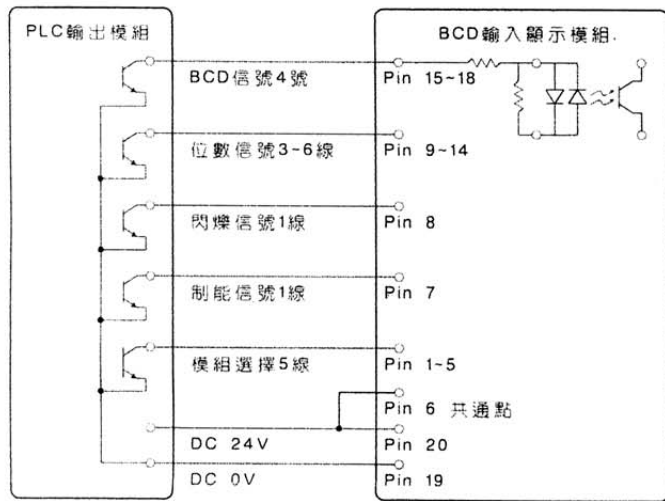 PLC輸出模組
BCD輸入顯示模組.
BCD信號4號
Pin 15~18
位數信號3~6線
Pin 9~14
閃爍信號1線
Pin 8
制能信號1線
Pin 7
模組選擇5線
Pin 1~5
Pin 6 共通點
DC 24V
Pin 20
DC 0V
Pin 19